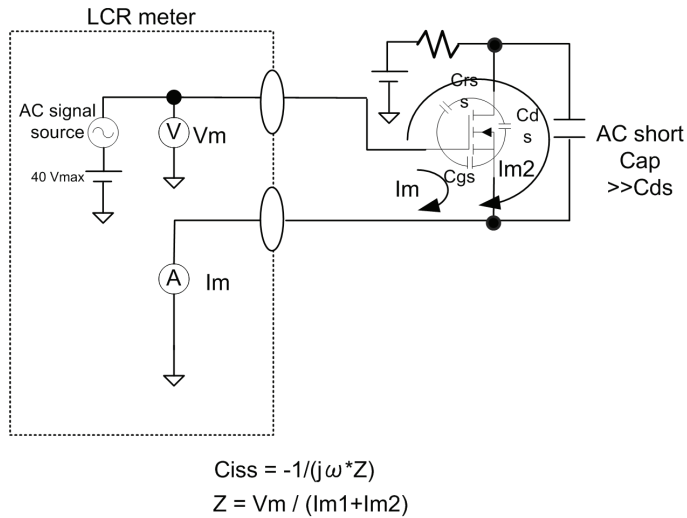 LCR meter
AC signal
source
V
Vm
40 Vmax
A
Im
Crs
s
Cd
s
Cgs
Im
Im2
AC short
Cap
>>Cds
Ciss = -1/(jω*Z)
Z = Vm / (Im1+Im2)